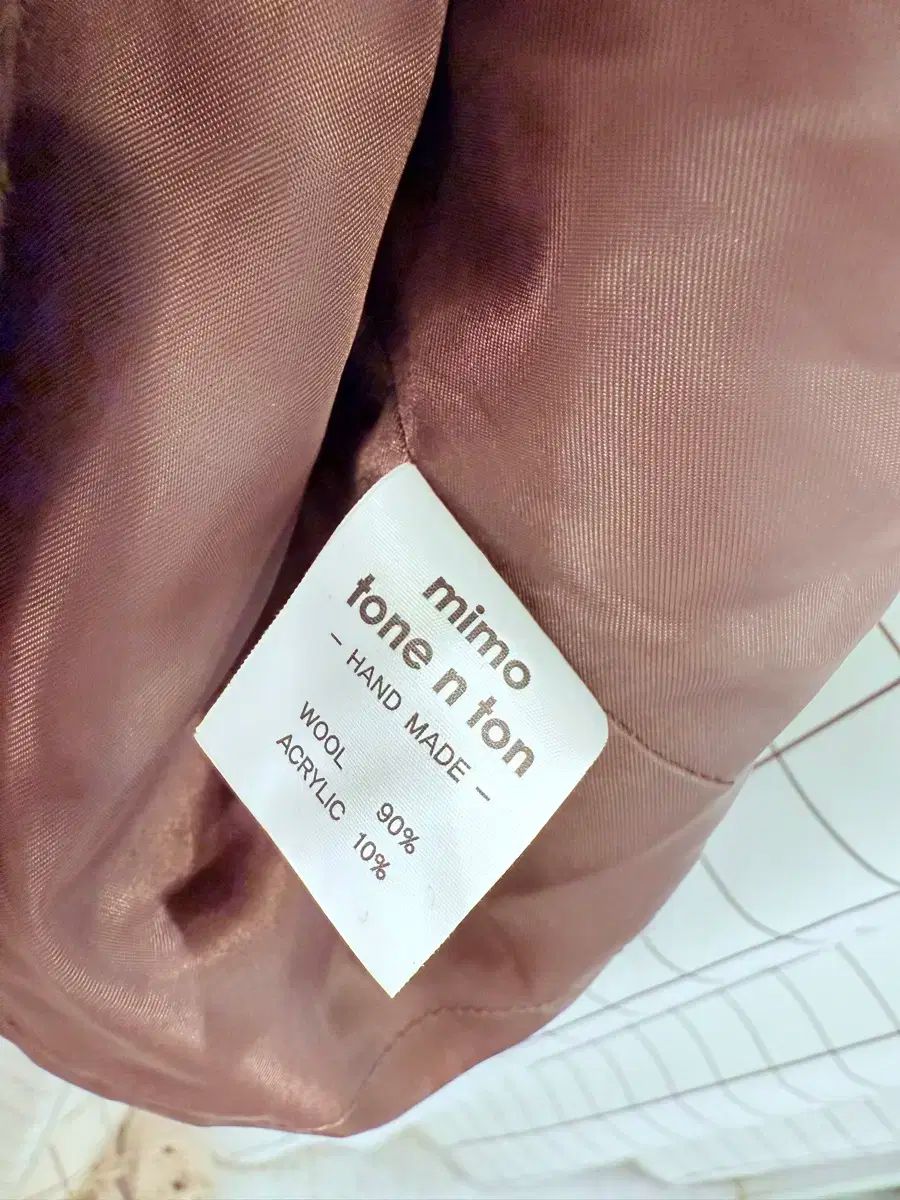 mimo
tone n ton
– HAND MADE –
WOOL 90%
ACRYLIC 10%